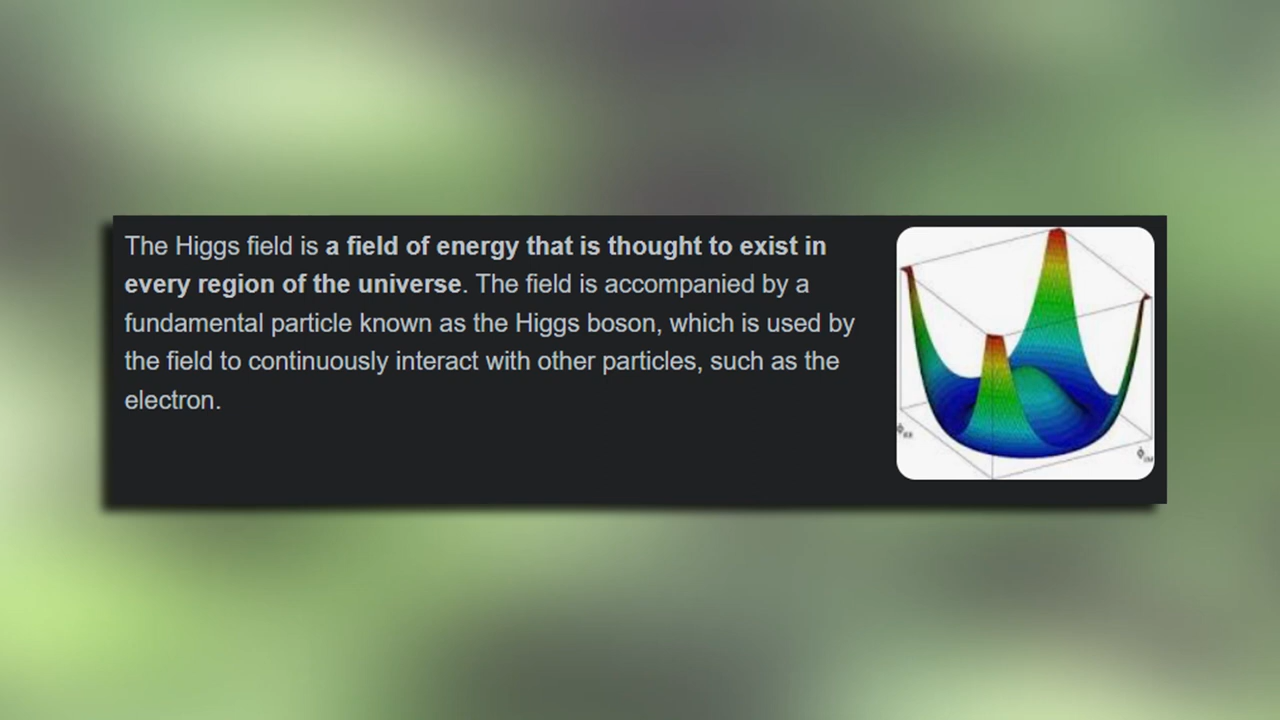 The Higgs field is a field of energy that is thought to exist in
every region of the universe. The field is accompanied by a
fundamental particle known as the Higgs boson, which is used by
the field to continuously interact with other particles, such as the
electron.